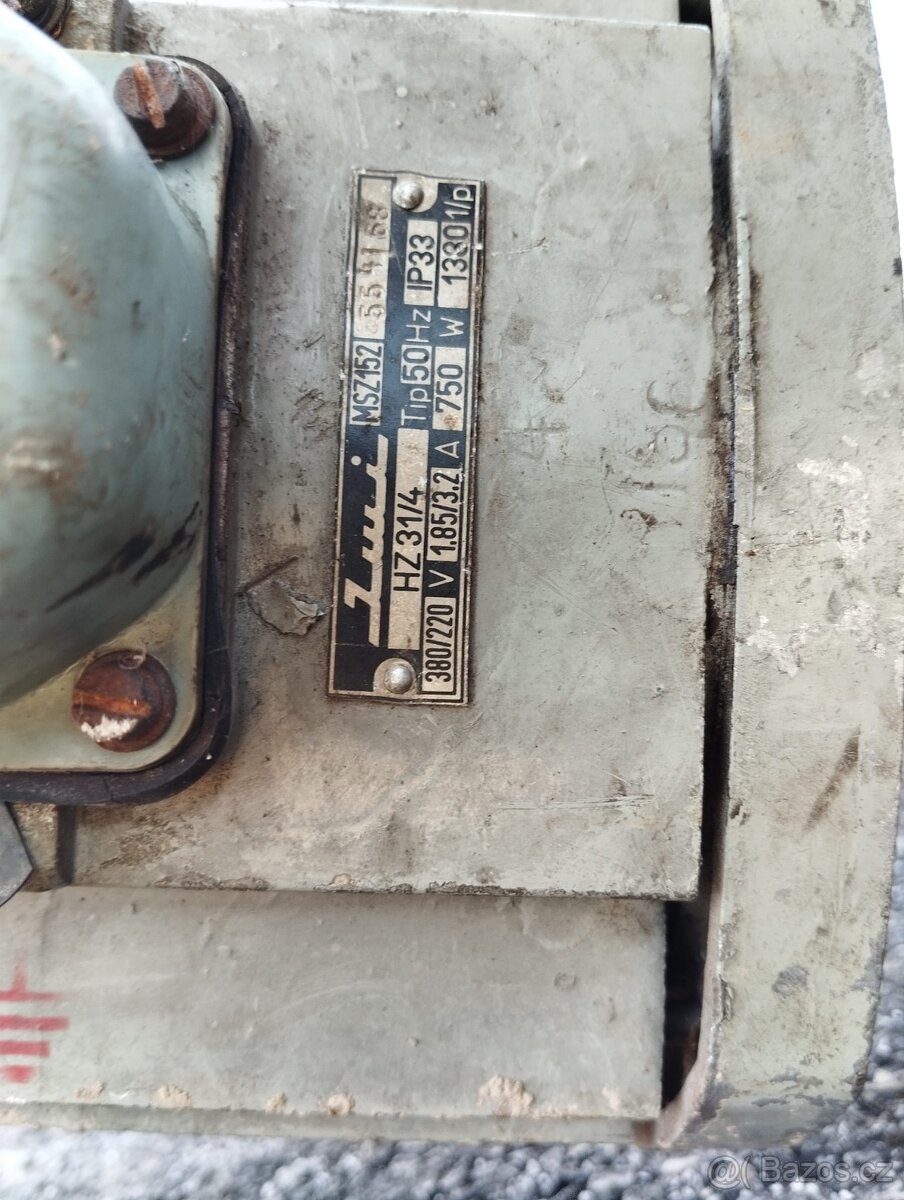 MSZ152
HZ 31/4 Tip 50 Hz IP33
380/220 V 1.85/3.2 A 750 W 1330 1/p
4
Bazos.cz